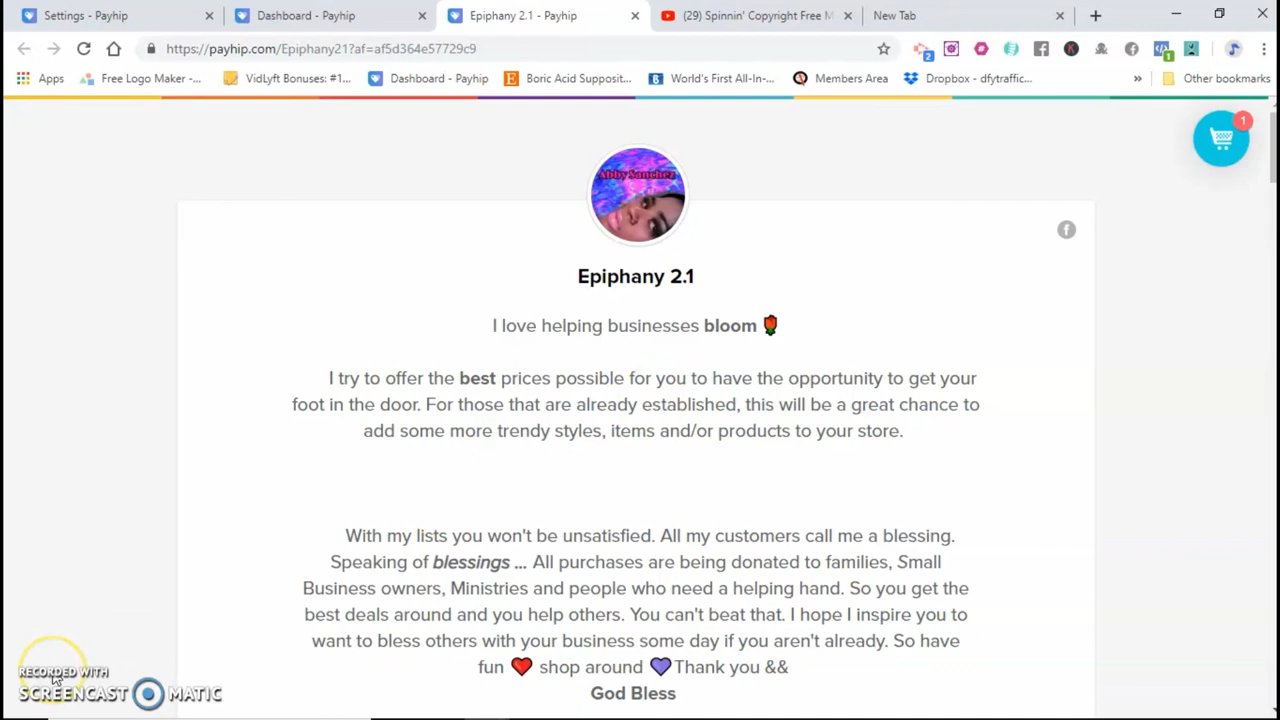 Settings - Payhip
Dashboard - Payhip
Epiphany 2.1 - Payhip
(29) Spinnin' Copyright Free M
New Tab
https://payhip.com/Epiphany21?af=af5d364e57729c9
2
1
Apps
Free Logo Maker -...
VidLyft Bonuses: #1...
Dashboard - Payhip
Boric Acid Supposit...
World's First All-In-...
Members Area
Dropbox - dfytraffic...
»
Other bookmarks
1
Abby Sanchez
Epiphany 2.1
I love helping businesses bloom 🌹
I try to offer the best prices possible for you to have the opportunity to get your
foot in the door. For those that are already established, this will be a great chance to
add some more trendy styles, items and/or products to your store.
With my lists you won't be unsatisfied. All my customers call me a blessing.
Speaking of blessings ... All purchases are being donated to families, Small
Business owners, Ministries and people who need a helping hand. So you get the
best deals around and you help others. You can't beat that. I hope I inspire you to
want to bless others with your business some day if you aren't already. So have
fun ❤️ shop around 💜Thank you &&
God Bless
RECORDED WITH
SCREENCAST MATIC